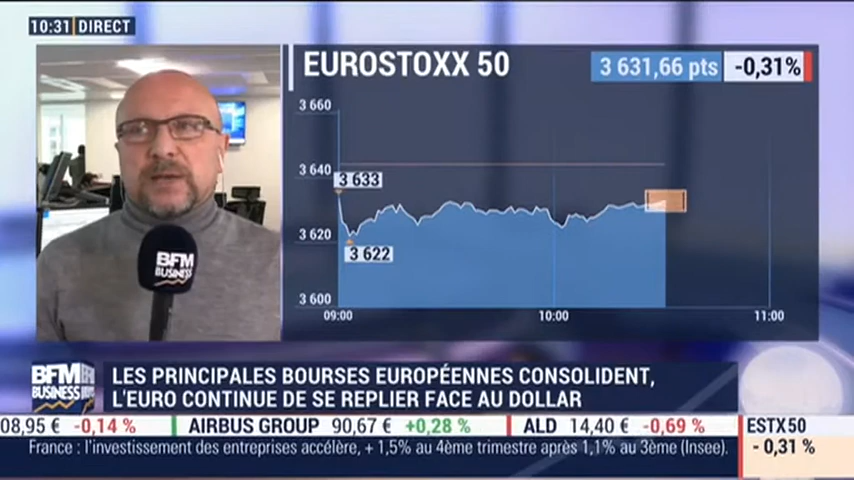 10:31 DIRECT
EUROSTOXX 50
3 631,66 pts
-0,31%
3 660
3 640
3 633
3 620
3 622
3 600
09:00
10:00
11:00
BFM
BUSINESS
BFM
BUSINESS
LES PRINCIPALES BOURSES EUROPÉENNES CONSOLIDENT,
L'EURO CONTINUE DE SE REPLIER FACE AU DOLLAR
08,95 € -0,14 % AIRBUS GROUP 90,67 € +0,28 % ALD 14,40 € -0,69 %
ESTX50
- 0,31 %
France : l'investissement des entreprises accélère, + 1,5% au 4ème trimestre après 1,1% au 3ème (Insee).